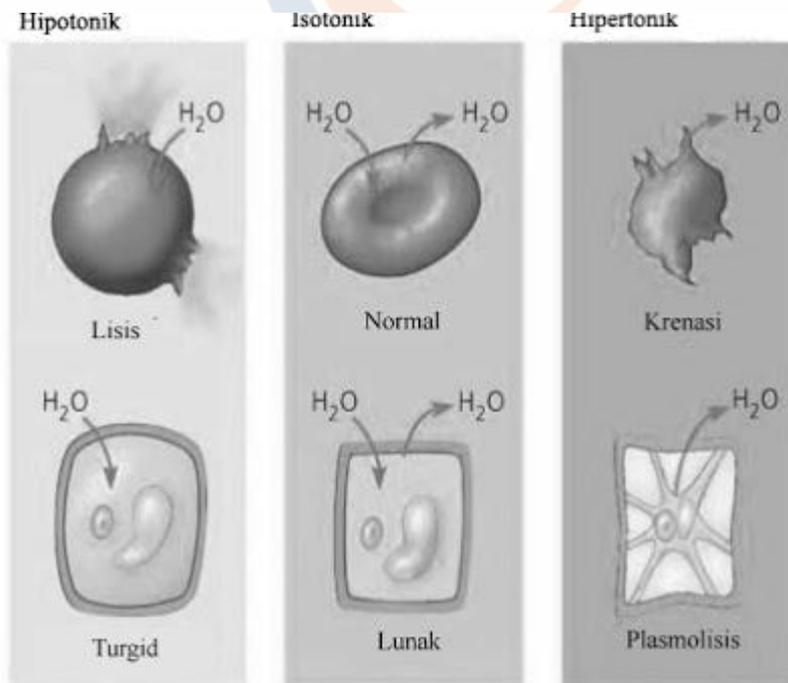 Hipotonik Isotonik Hipertonik
H₂O H₂O H₂O H₂O
Lisis Normal Krenasi
H₂O H₂O H₂O H₂O
Turgid Lunak Plasmolisis